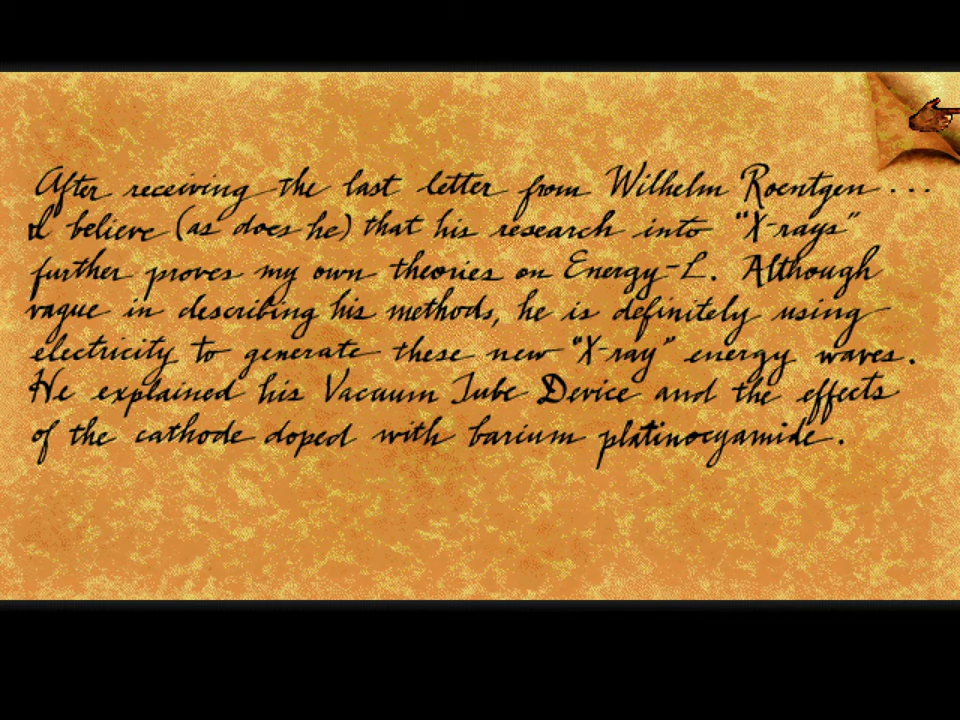 After receiving the last letter from Wilhelm Roentgen ...
I believe (as does he) that his research into "X-rays"
further proves my own theories on Energy-L. Although
vague in describing his methods, he is definitely using
electricity to generate these new "X-ray" energy waves.
He explained his Vacuum Tube Device and the effects
of the cathode doped with barium platinocyamide.